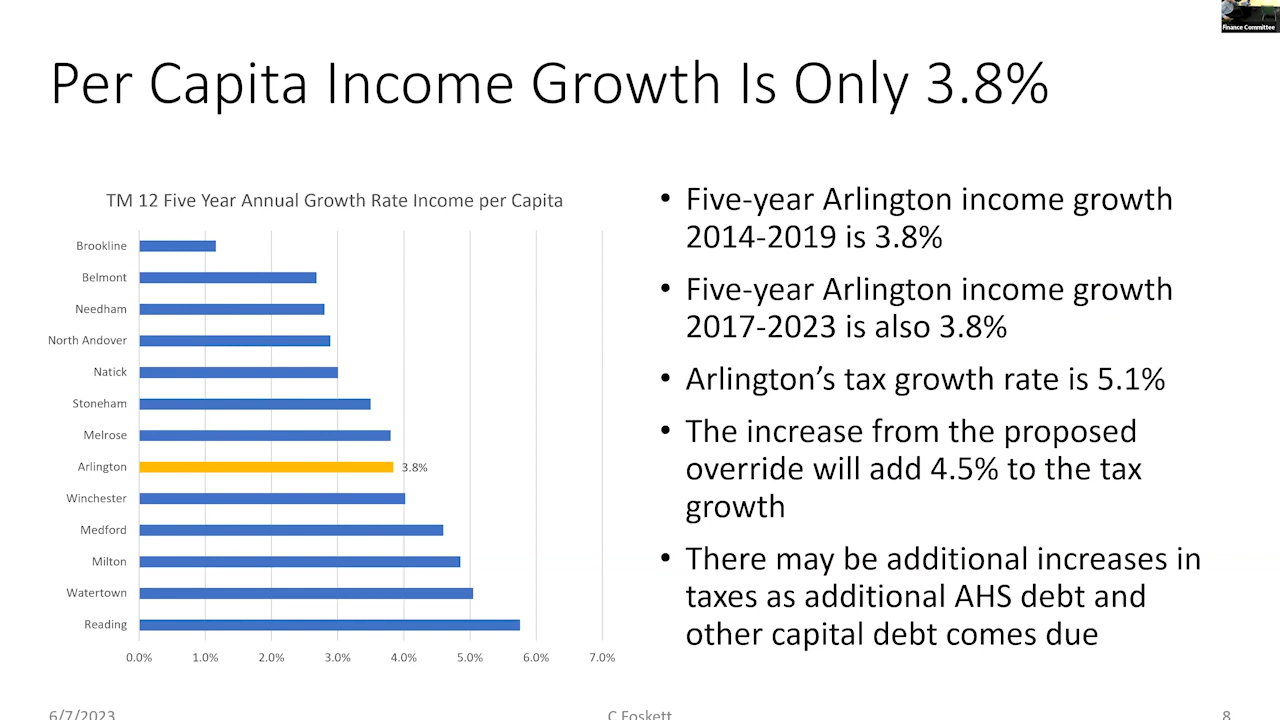 Finance Committee
Per Capita Income Growth Is Only 3.8%
TM 12 Five Year Annual Growth Rate Income per Capita
Brookline
Belmont
Needham
North Andover
Natick
Stoneham
Melrose
Arlington
3.8%
Winchester
Medford
Milton
Watertown
Reading
0.0%
1.0%
2.0%
3.0%
4.0%
5.0%
6.0%
7.0%
• Five-year Arlington income growth
2014-2019 is 3.8%
• Five-year Arlington income growth
2017-2023 is also 3.8%
• Arlington’s tax growth rate is 5.1%
• The increase from the proposed
override will add 4.5% to the tax
growth
• There may be additional increases in
taxes as additional AHS debt and
other capital debt comes due
6/7/2023
C Foskett
8